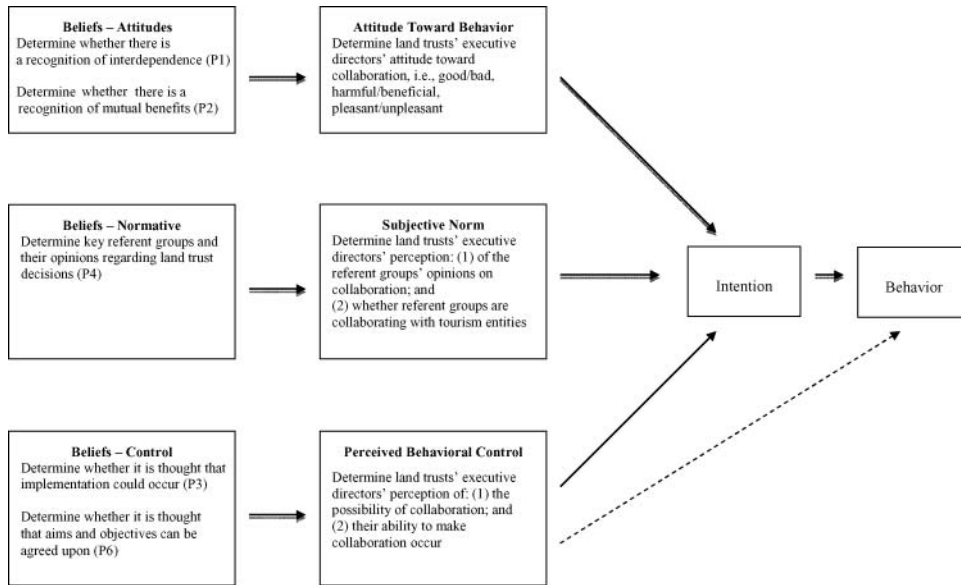 Beliefs – Attitudes
Determine whether there is
a recognition of interdependence (P1)
Determine whether there is a
recognition of mutual benefits (P2)
Attitude Toward Behavior
Determine land trusts' executive
directors' attitude toward
collaboration, i.e., good/bad,
harmful/beneficial,
pleasant/unpleasant
Beliefs – Normative
Determine key referent groups and
their opinions regarding land trust
decisions (P4)
Subjective Norm
Determine land trusts' executive
directors' perception: (1) of the
referent groups' opinions on
collaboration; and
(2) whether referent groups are
collaborating with tourism entities
Intention
Behavior
Beliefs – Control
Determine whether it is thought that
implementation could occur (P3)
Determine whether it is thought
that aims and objectives can be
agreed upon (P6)
Perceived Behavioral Control
Determine land trusts' executive
directors' perception of: (1) the
possibility of collaboration; and
(2) their ability to make
collaboration occur